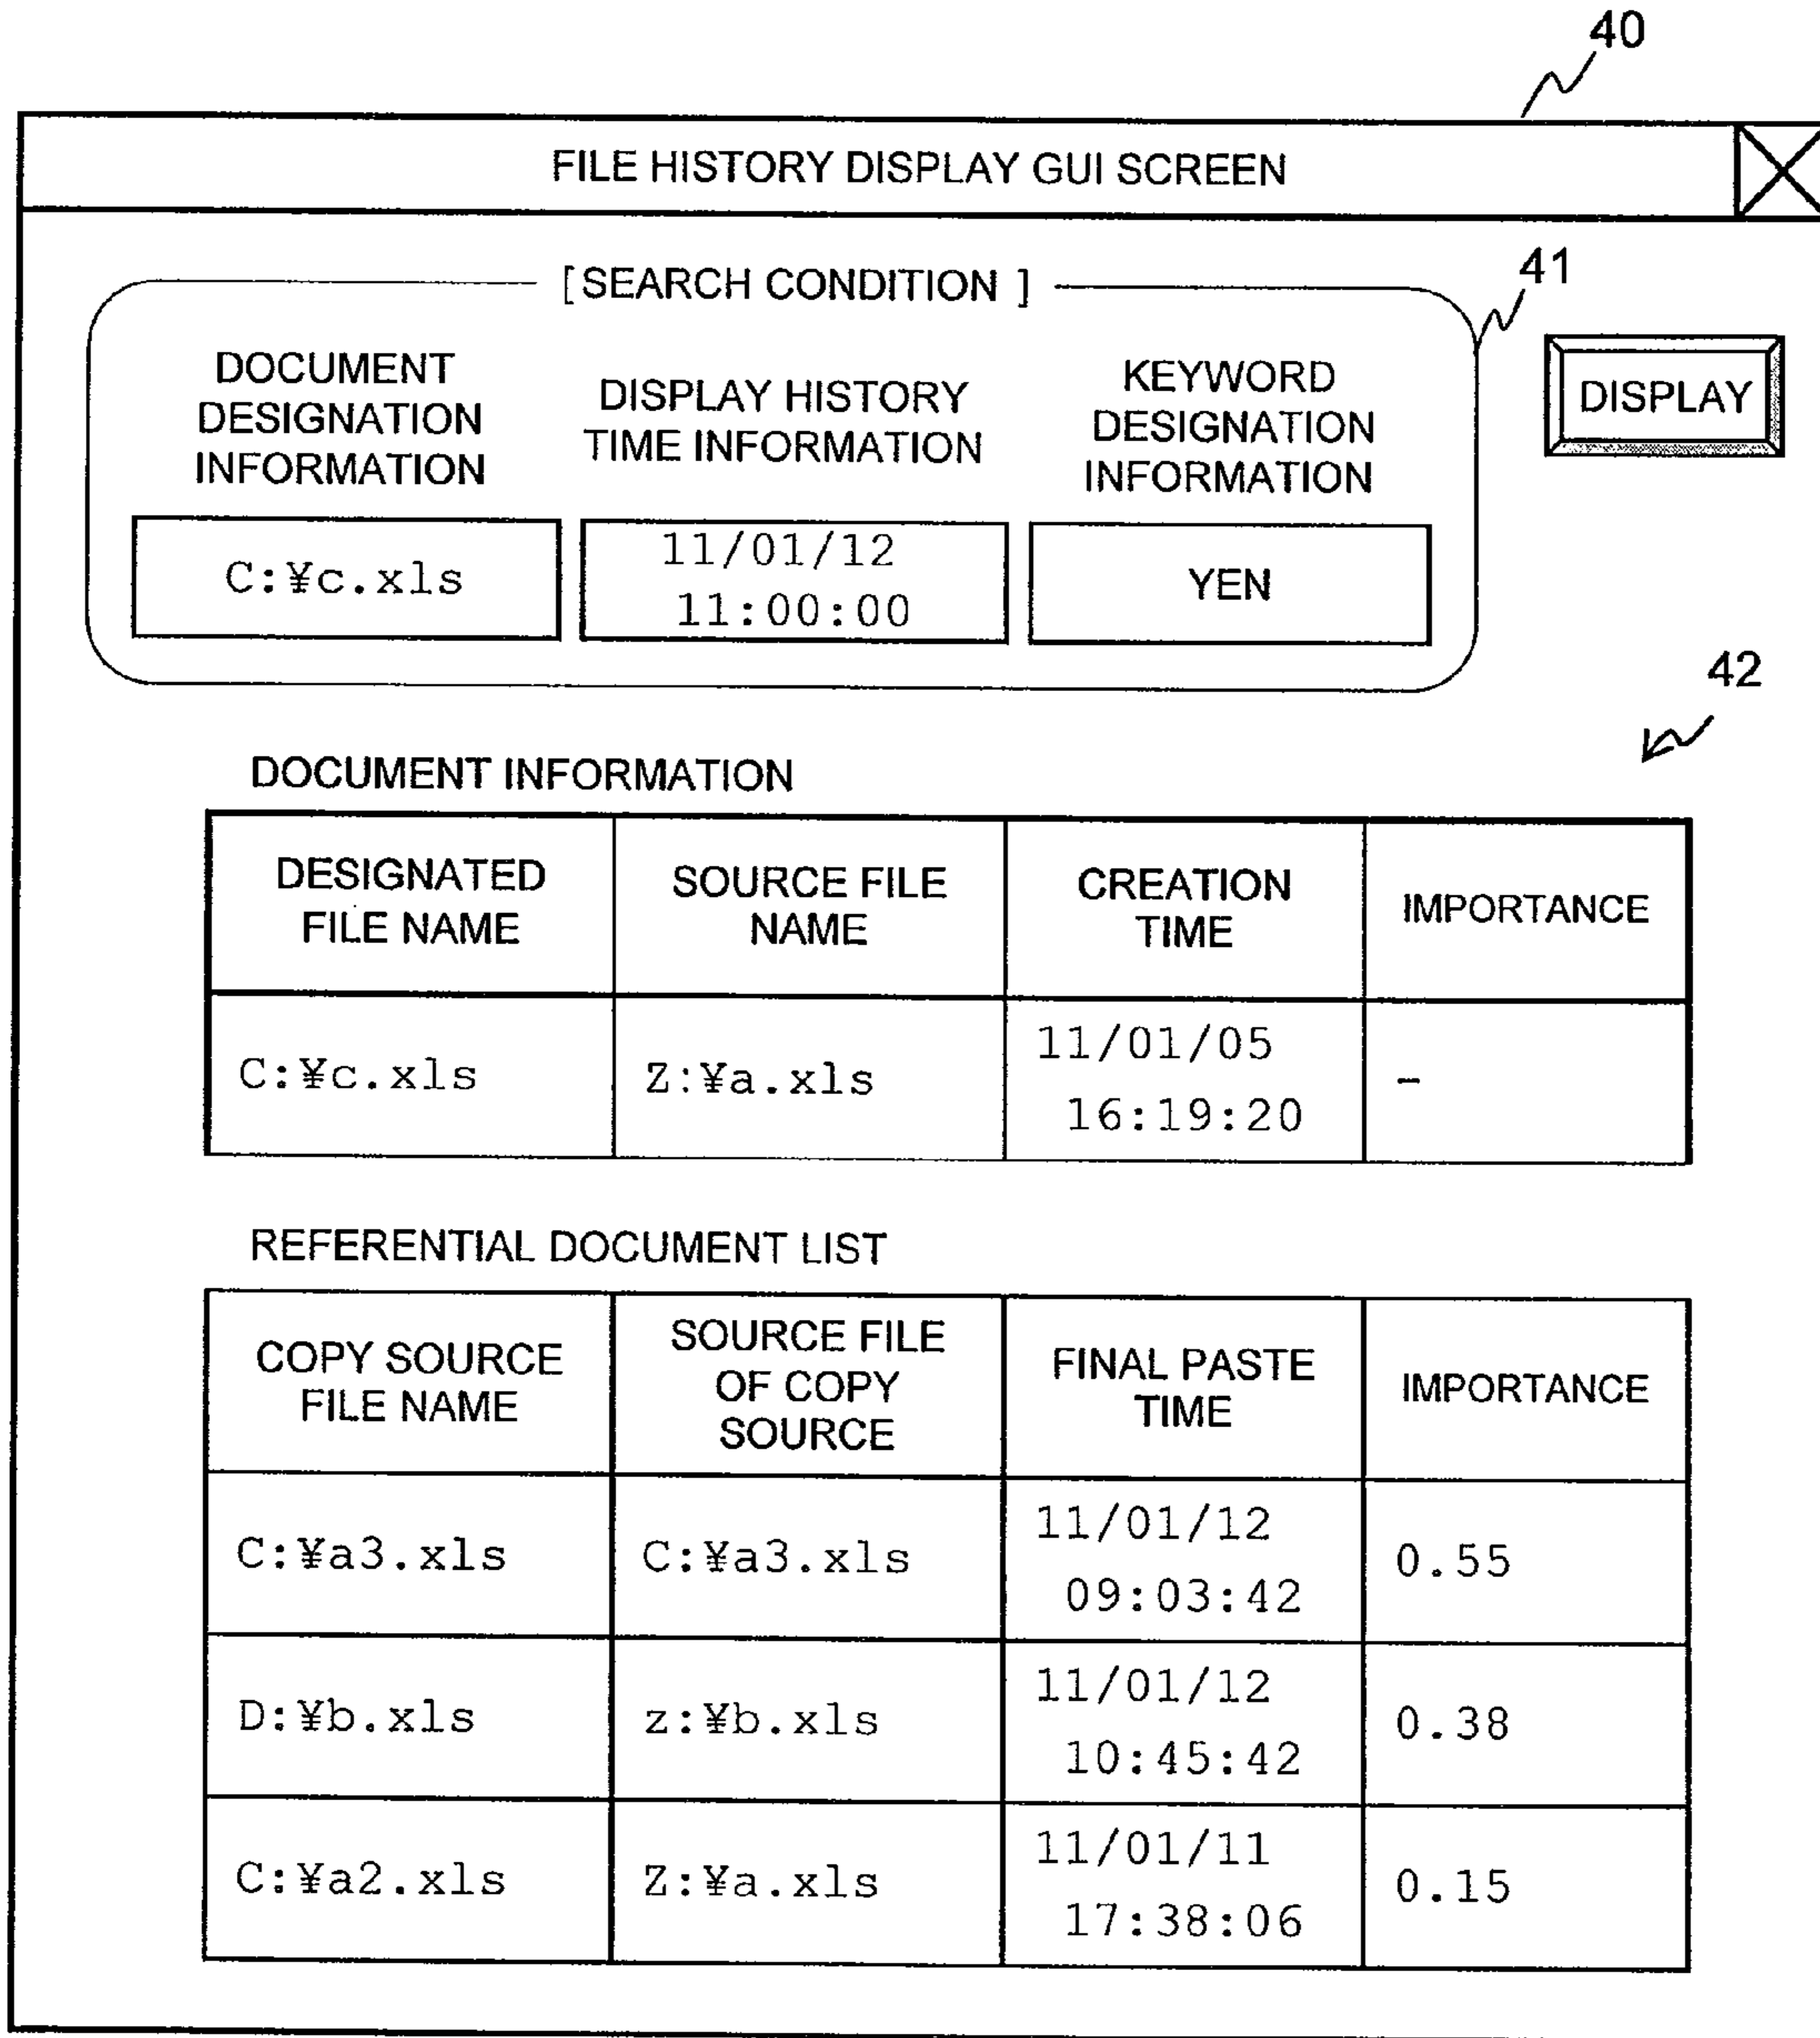 40
FILE HISTORY DISPLAY GUI SCREEN
[SEARCH CONDITION ]
41
DOCUMENT
DESIGNATION
INFORMATION
DISPLAY HISTORY
TIME INFORMATION
KEYWORD
DESIGNATION
INFORMATION
DISPLAY
C:¥c.xls
11/01/12
11:00:00
YEN
42
DOCUMENT INFORMATION
DESIGNATED
FILE NAME
SOURCE FILE
NAME
CREATION
TIME
IMPORTANCE
C:¥c.xls
Z:¥a.xls
11/01/05
16:19:20
–
REFERENTIAL DOCUMENT LIST
COPY SOURCE
FILE NAME
SOURCE FILE
OF COPY
SOURCE
FINAL PASTE
TIME
IMPORTANCE
C:¥a3.xls
C:¥a3.xls
11/01/12
09:03:42
0.55
D:¥b.xls
z:¥b.xls
11/01/12
10:45:42
0.38
C:¥a2.xls
Z:¥a.xls
11/01/11
17:38:06
0.15